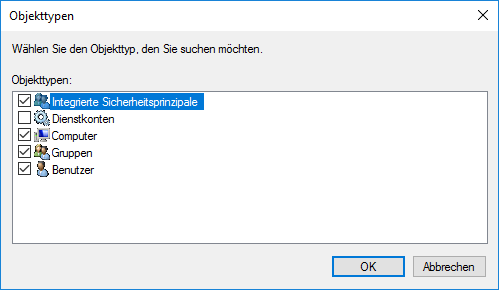 Objekttypen
Wählen Sie den Objekttyp, den Sie suchen möchten.
Objekttypen:
Integrierte Sicherheitsprinzipale
Dienstkonten
Computer
Gruppen
Benutzer
OK Abbrechen